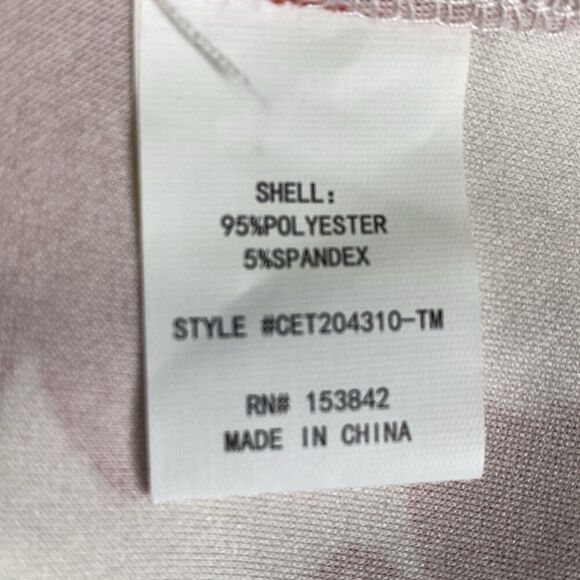 SHELL:
95%POLYESTER
5%SPANDEX
STYLE #CET204310-TM
RN# 153842
MADE IN CHINA